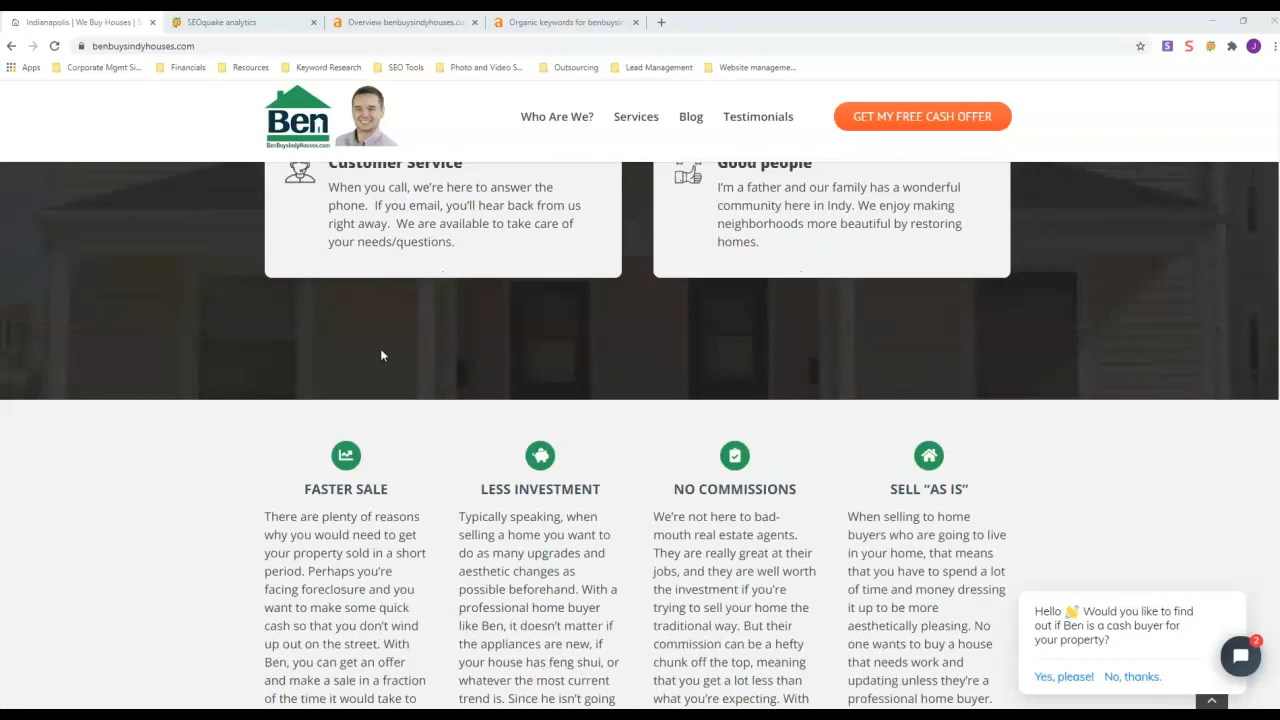 Indianapolis | We Buy Houses | S
SEOquake analytics
Overview benbuysindyhouses.co
Organic keywords for benbuysin
benbuysindyhouses.com
J
Apps
Corporate Mgmt Si...
Financials
Resources
Keyword Research
SEO Tools
Photo and Video S...
Outsourcing
Lead Management
Website manageme...
Ben
BenBuysIndyHouses.com
Who Are We?
Services
Blog
Testimonials
GET MY FREE CASH OFFER
Customer Service
When you call, we're here to answer the
phone. If you email, you'll hear back from us
right away. We are available to take care of
your needs/questions.
Good people
I'm a father and our family has a wonderful
community here in Indy. We enjoy making
neighborhoods more beautiful by restoring
homes.
FASTER SALE
There are plenty of reasons
why you would need to get
your property sold in a short
period. Perhaps you're
facing foreclosure and you
want to make some quick
cash so that you don't wind
up out on the street. With
Ben, you can get an offer
and make a sale in a fraction
of the time it would take to
LESS INVESTMENT
Typically speaking, when
selling a home you want to
do as many upgrades and
aesthetic changes as
possible beforehand. With a
professional home buyer
like Ben, it doesn't matter if
the appliances are new, if
your house has feng shui, or
whatever the most current
trend is. Since he isn't going
NO COMMISSIONS
We're not here to bad-
mouth real estate agents.
They are really great at their
jobs, and they are well worth
the investment if you're
trying to sell your home the
traditional way. But their
commission can be a hefty
chunk off the top, meaning
that you get a lot less than
what you're expecting. With
SELL “AS IS”
When selling to home
buyers who are going to live
in your home, that means
that you have to spend a lot
of time and money dressing
it up to be more
aesthetically pleasing. No
one wants to buy a house
that needs work and
updating unless they're a
professional home buyer.
Hello 👋 Would you like to find
out if Ben is a cash buyer for
your property?
Yes, please!
No, thanks.
2